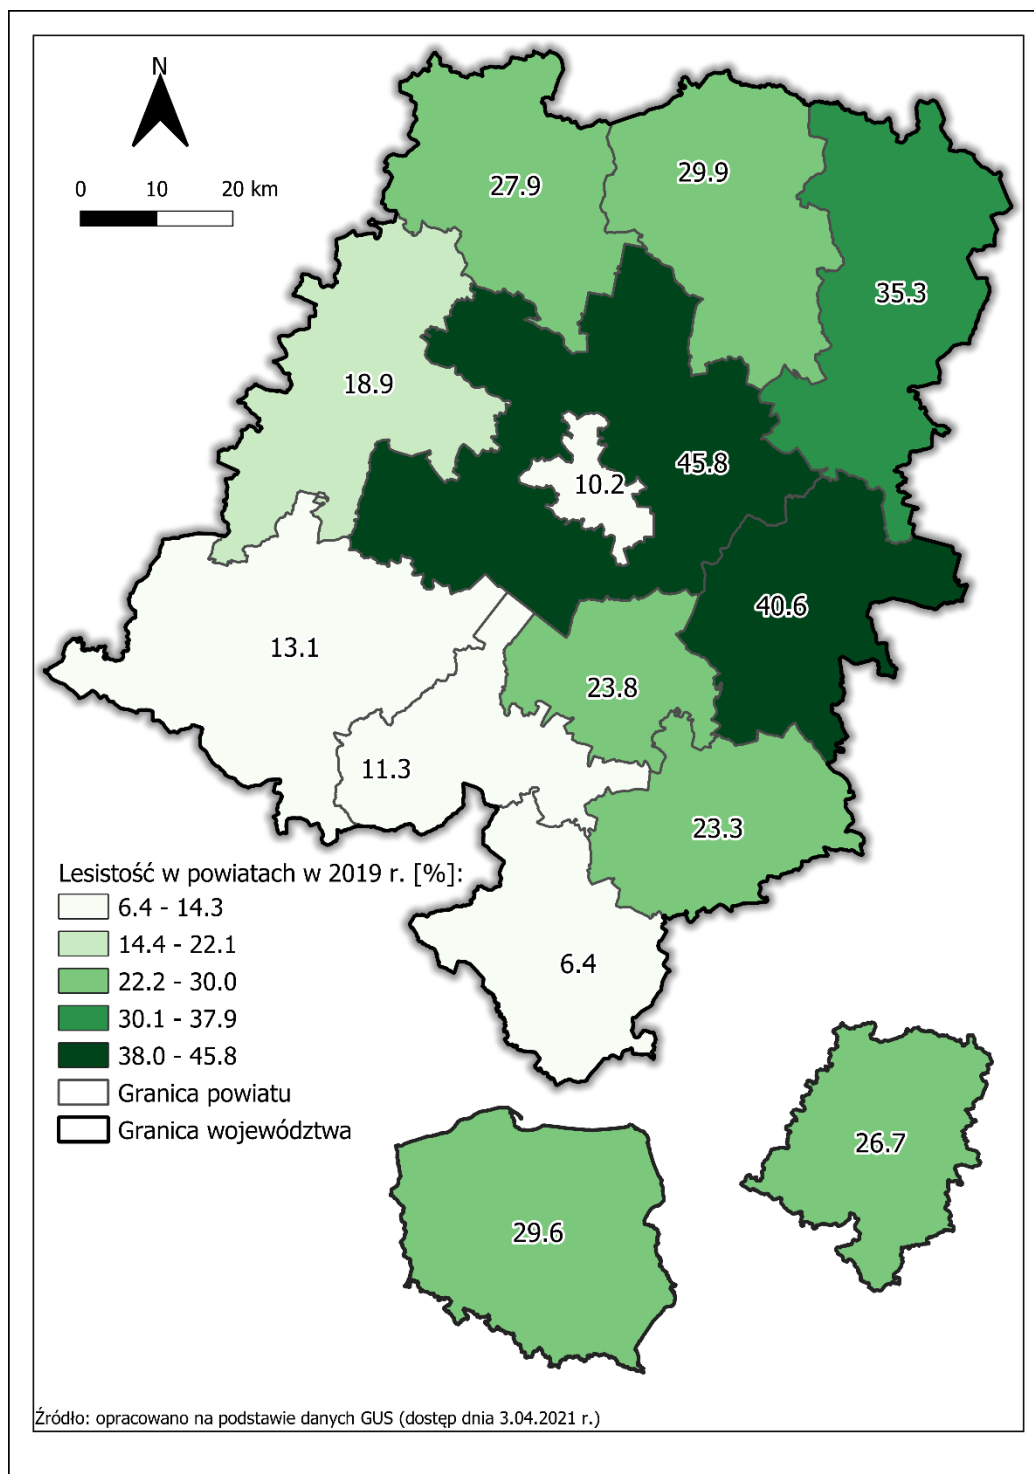 N
0 10 20 km
27.9
29.9
35.3
18.9
45.8
10.2
40.6
13.1
23.8
11.3
23.3
6.4
Lesistość w powiatach w 2019 r. [%]:
6.4 - 14.3
14.4 - 22.1
22.2 - 30.0
30.1 - 37.9
38.0 - 45.8
Granica powiatu
Granica województwa
26.7
29.6
Źródło: opracowano na podstawie danych GUS (dostęp dnia 3.04.2021 r.)